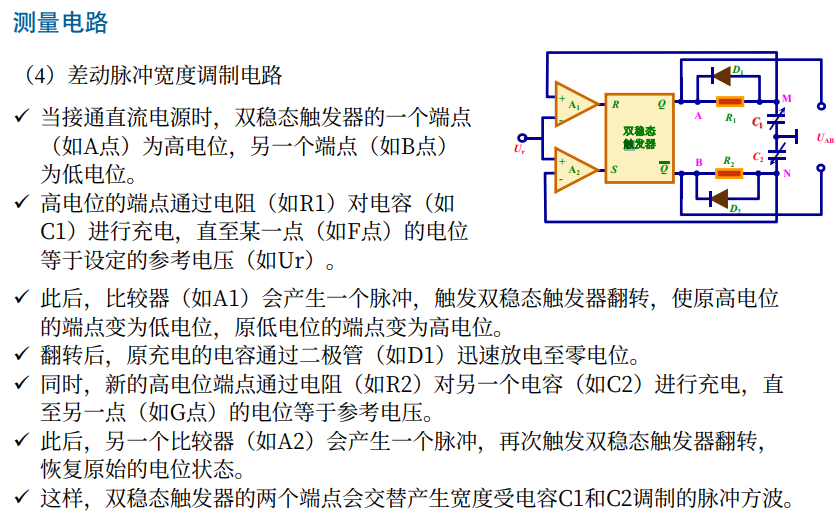 测量电路
（4）差动脉冲宽度调制电路
✓ 当接通直流电源时，双稳态触发器的一个端点
（如A点）为高电位，另一个端点（如B点）
为低电位。
✓ 高电位的端点通过电阻（如R1）对电容（如
C1）进行充电，直至某一点（如F点）的电位
等于设定的参考电压（如Ur）。
✓ 此后，比较器（如A1）会产生一个脉冲，触发双稳态触发器翻转，使原高电位
的端点变为低电位，原低电位的端点变为高电位。
✓ 翻转后，原充电的电容通过二极管（如D1）迅速放电至零电位。
✓ 同时，新的高电位端点通过电阻（如R2）对另一个电容（如C2）进行充电，直
至另一点（如G点）的电位等于参考电压。
✓ 此后，另一个比较器（如A2）会产生一个脉冲，再次触发双稳态触发器翻转，
恢复原始的电位状态。
✓ 这样，双稳态触发器的两个端点会交替产生宽度受电容C1和C2调制的脉冲方波。
D1
+ A1 -
R
Q
A
R1
M
C1
双稳态
触发器
Ur
UAB
C2
+ A2 -
S
Q̅
B
R2
N
D2